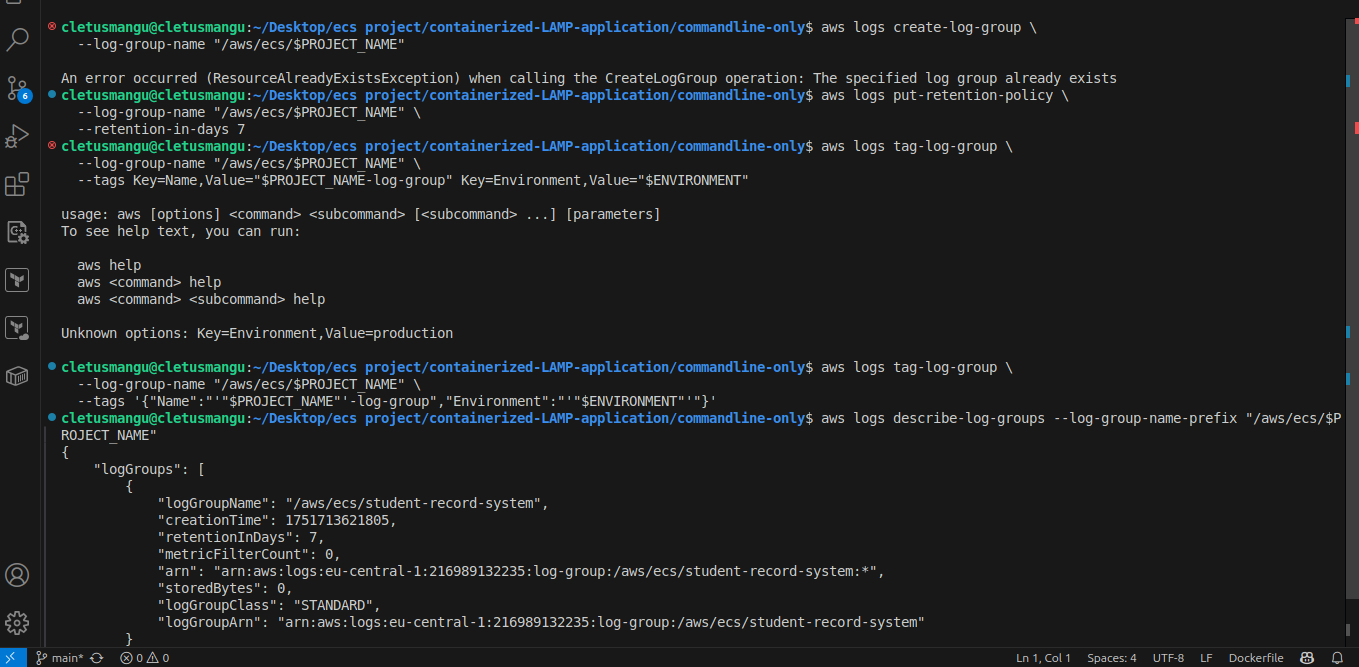 cletusmangu@cletusmangu:~/Desktop/ecs project/containerized-LAMP-application/commandline-only$ aws logs create-log-group \
  --log-group-name "/aws/ecs/$PROJECT_NAME"
An error occurred (ResourceAlreadyExistsException) when calling the CreateLogGroup operation: The specified log group already exists
cletusmangu@cletusmangu:~/Desktop/ecs project/containerized-LAMP-application/commandline-only$ aws logs put-retention-policy \
  --log-group-name "/aws/ecs/$PROJECT_NAME" \
  --retention-in-days 7
cletusmangu@cletusmangu:~/Desktop/ecs project/containerized-LAMP-application/commandline-only$ aws logs tag-log-group \
  --log-group-name "/aws/ecs/$PROJECT_NAME" \
  --tags Key=Name,Value="$PROJECT_NAME-log-group" Key=Environment,Value="$ENVIRONMENT"
usage: aws [options] <command> <subcommand> [<subcommand> ...] [parameters]
To see help text, you can run:
  aws help
  aws <command> help
  aws <command> <subcommand> help
Unknown options: Key=Environment,Value=production
cletusmangu@cletusmangu:~/Desktop/ecs project/containerized-LAMP-application/commandline-only$ aws logs tag-log-group \
  --log-group-name "/aws/ecs/$PROJECT_NAME" \
  --tags '{"Name":"'"$PROJECT_NAME"'-log-group","Environment":"'"$ENVIRONMENT"'"}'
cletusmangu@cletusmangu:~/Desktop/ecs project/containerized-LAMP-application/commandline-only$ aws logs describe-log-groups --log-group-name-prefix "/aws/ecs/$P
ROJECT_NAME"
{
    "logGroups": [
        {
            "logGroupName": "/aws/ecs/student-record-system",
            "creationTime": 1751713621805,
            "retentionInDays": 7,
            "metricFilterCount": 0,
            "arn": "arn:aws:logs:eu-central-1:216989132235:log-group:/aws/ecs/student-record-system:*",
            "storedBytes": 0,
            "logGroupClass": "STANDARD",
            "logGroupArn": "arn:aws:logs:eu-central-1:216989132235:log-group:/aws/ecs/student-record-system"
        }
6
main* 0 0 Ln 1, Col 1 Spaces: 4 UTF-8 LF Dockerfile